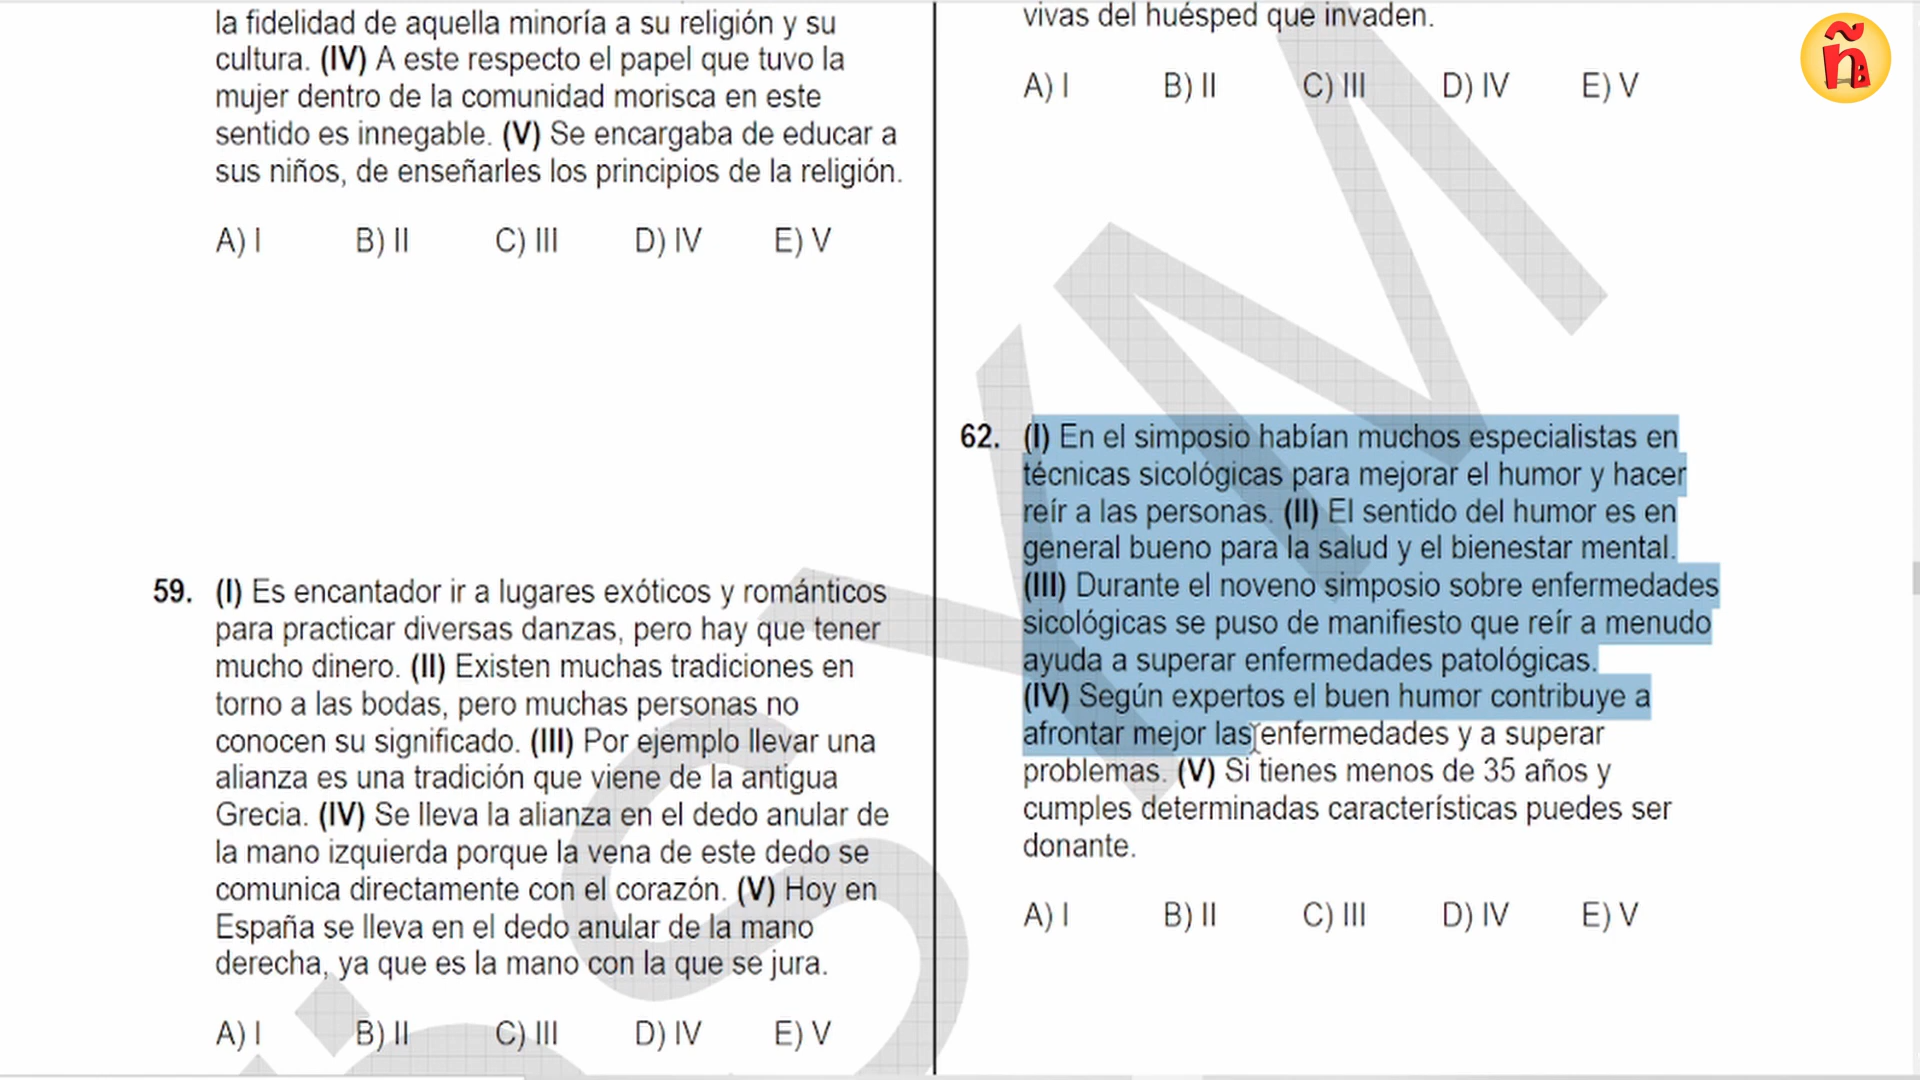 la fidelidad de aquella minoría a su religión y su
cultura. (IV) A este respecto el papel que tuvo la
mujer dentro de la comunidad morisca en este
sentido es innegable. (V) Se encargaba de educar a
sus niños, de enseñarles los principios de la religión.
A) I B) II C) III D) IV E) V
59. (I) Es encantador ir a lugares exóticos y románticos
para practicar diversas danzas, pero hay que tener
mucho dinero. (II) Existen muchas tradiciones en
torno a las bodas, pero muchas personas no
conocen su significado. (III) Por ejemplo llevar una
alianza es una tradición que viene de la antigua
Grecia. (IV) Se lleva la alianza en el dedo anular de
la mano izquierda porque la vena de este dedo se
comunica directamente con el corazón. (V) Hoy en
España se lleva en el dedo anular de la mano
derecha, ya que es la mano con la que se jura.
A) I B) II C) III D) IV E) V
vivas del huésped que invaden.
A) I B) II C) III D) IV E) V
62. (I) En el simposio habían muchos especialistas en
técnicas sicológicas para mejorar el humor y hacer
reír a las personas. (II) El sentido del humor es en
general bueno para la salud y el bienestar mental.
(III) Durante el noveno simposio sobre enfermedades
sicológicas se puso de manifiesto que reír a menudo
ayuda a superar enfermedades patológicas.
(IV) Según expertos el buen humor contribuye a
afrontar mejor las enfermedades y a superar
problemas. (V) Si tienes menos de 35 años y
cumples determinadas características puedes ser
donante.
A) I B) II C) III D) IV E) V
ñ
ÖSYM